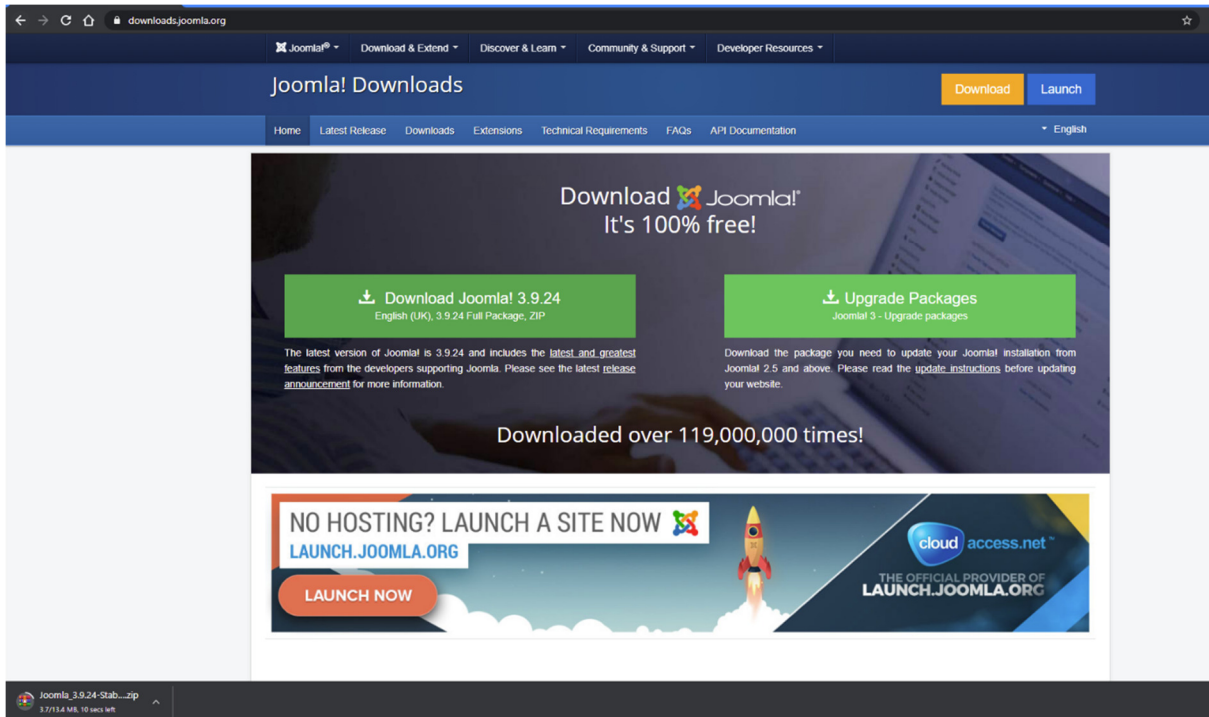 downloads.joomla.org
Joomla!® Download & Extend Discover & Learn Community & Support Developer Resources
Joomla! Downloads
Download Launch
Home Latest Release Downloads Extensions Technical Requirements FAQs API Documentation English
Download Joomla!®
It's 100% free!
Download Joomla! 3.9.24
English (UK), 3.9.24 Full Package, ZIP
The latest version of Joomla! is 3.9.24 and includes the latest and greatest
features from the developers supporting Joomla. Please see the latest release
announcement for more information.
Upgrade Packages
Joomla! 3 - Upgrade packages
Download the package you need to update your Joomla! installation from
Joomla! 2.5 and above. Please read the update instructions before updating
your website.
Downloaded over 119,000,000 times!
NO HOSTING? LAUNCH A SITE NOW
LAUNCH.JOOMLA.ORG
LAUNCH NOW
cloud access.net™
THE OFFICIAL PROVIDER OF
LAUNCH.JOOMLA.ORG
Joomla_3.9.24-Stab....zip
3.7/13.4 MB, 10 secs left